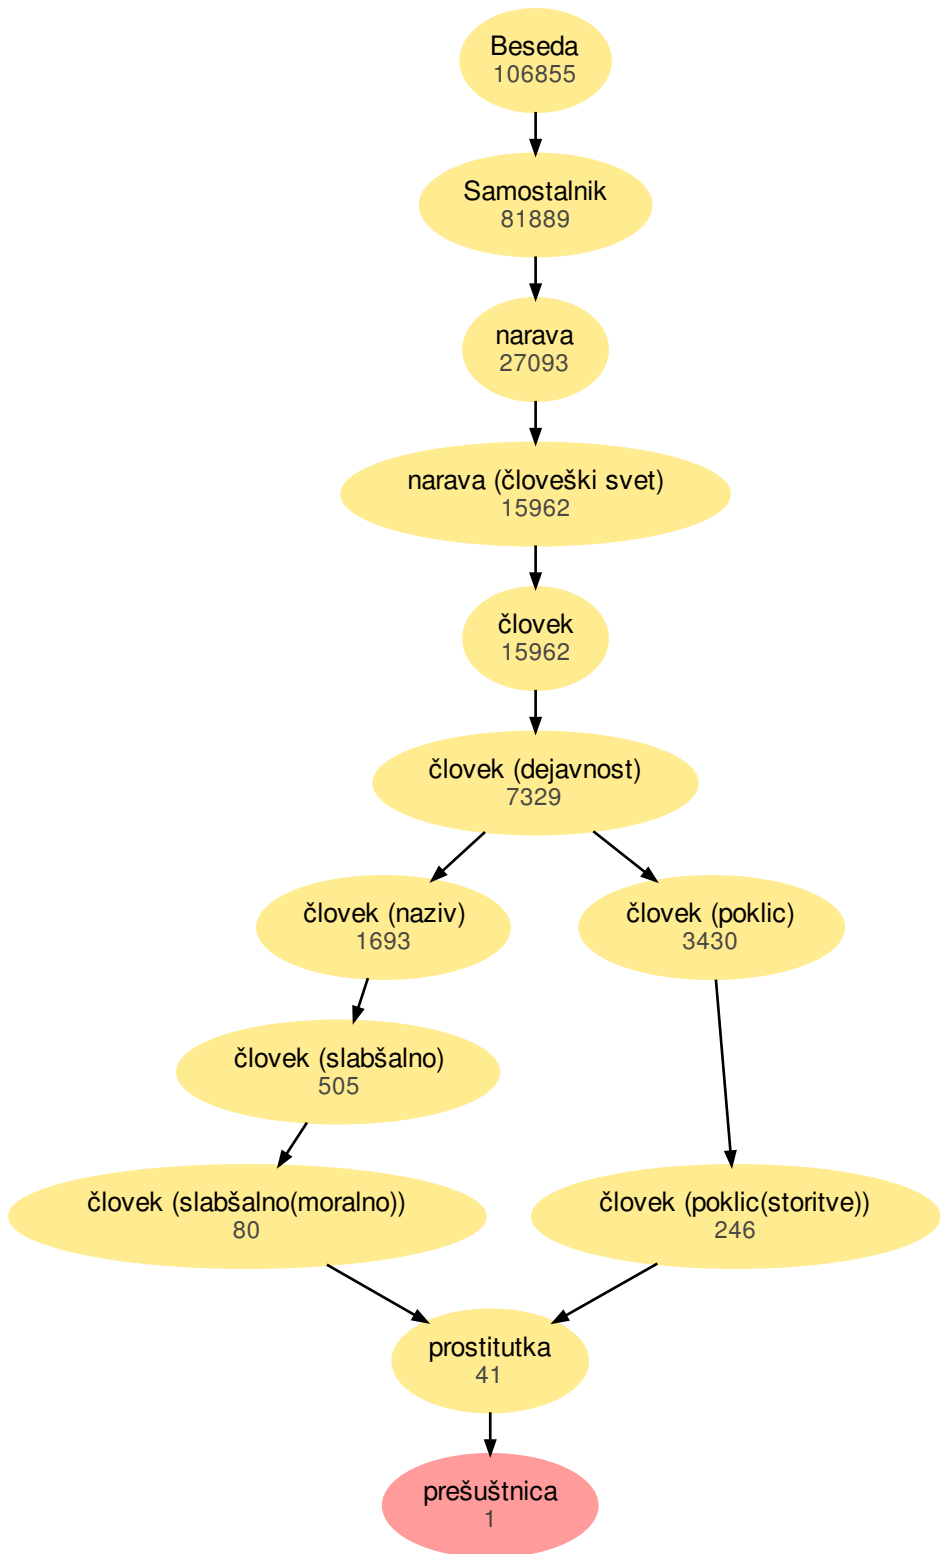 Beseda
106855
Samostalnik
81889
narava
27093
narava (človeški svet)
15962
človek
15962
človek (dejavnost)
7329
človek (naziv)
1693
človek (poklic)
3430
človek (slabšalno)
505
človek (slabšalno(moralno))
80
človek (poklic(storitve))
246
prostitutka
41
prešuštnica
1